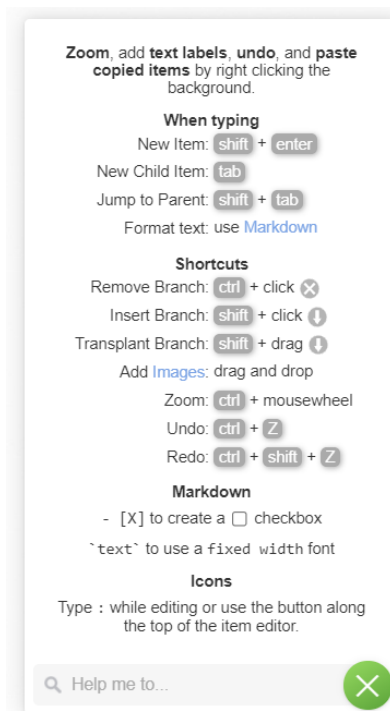 Zoom, add text labels, undo, and paste
copied items by right clicking the
background.
When typing
New Item: shift + enter
New Child Item: tab
Jump to Parent: shift + tab
Format text: use Markdown
Shortcuts
Remove Branch: ctrl + click
Insert Branch: shift + click
Transplant Branch: shift + drag
Add Images: drag and drop
Zoom: ctrl + mousewheel
Undo: ctrl + Z
Redo: ctrl + shift + Z
Markdown
- [X] to create a checkbox
`text` to use a fixed width font
Icons
Type : while editing or use the button along
the top of the item editor.
Help me to...